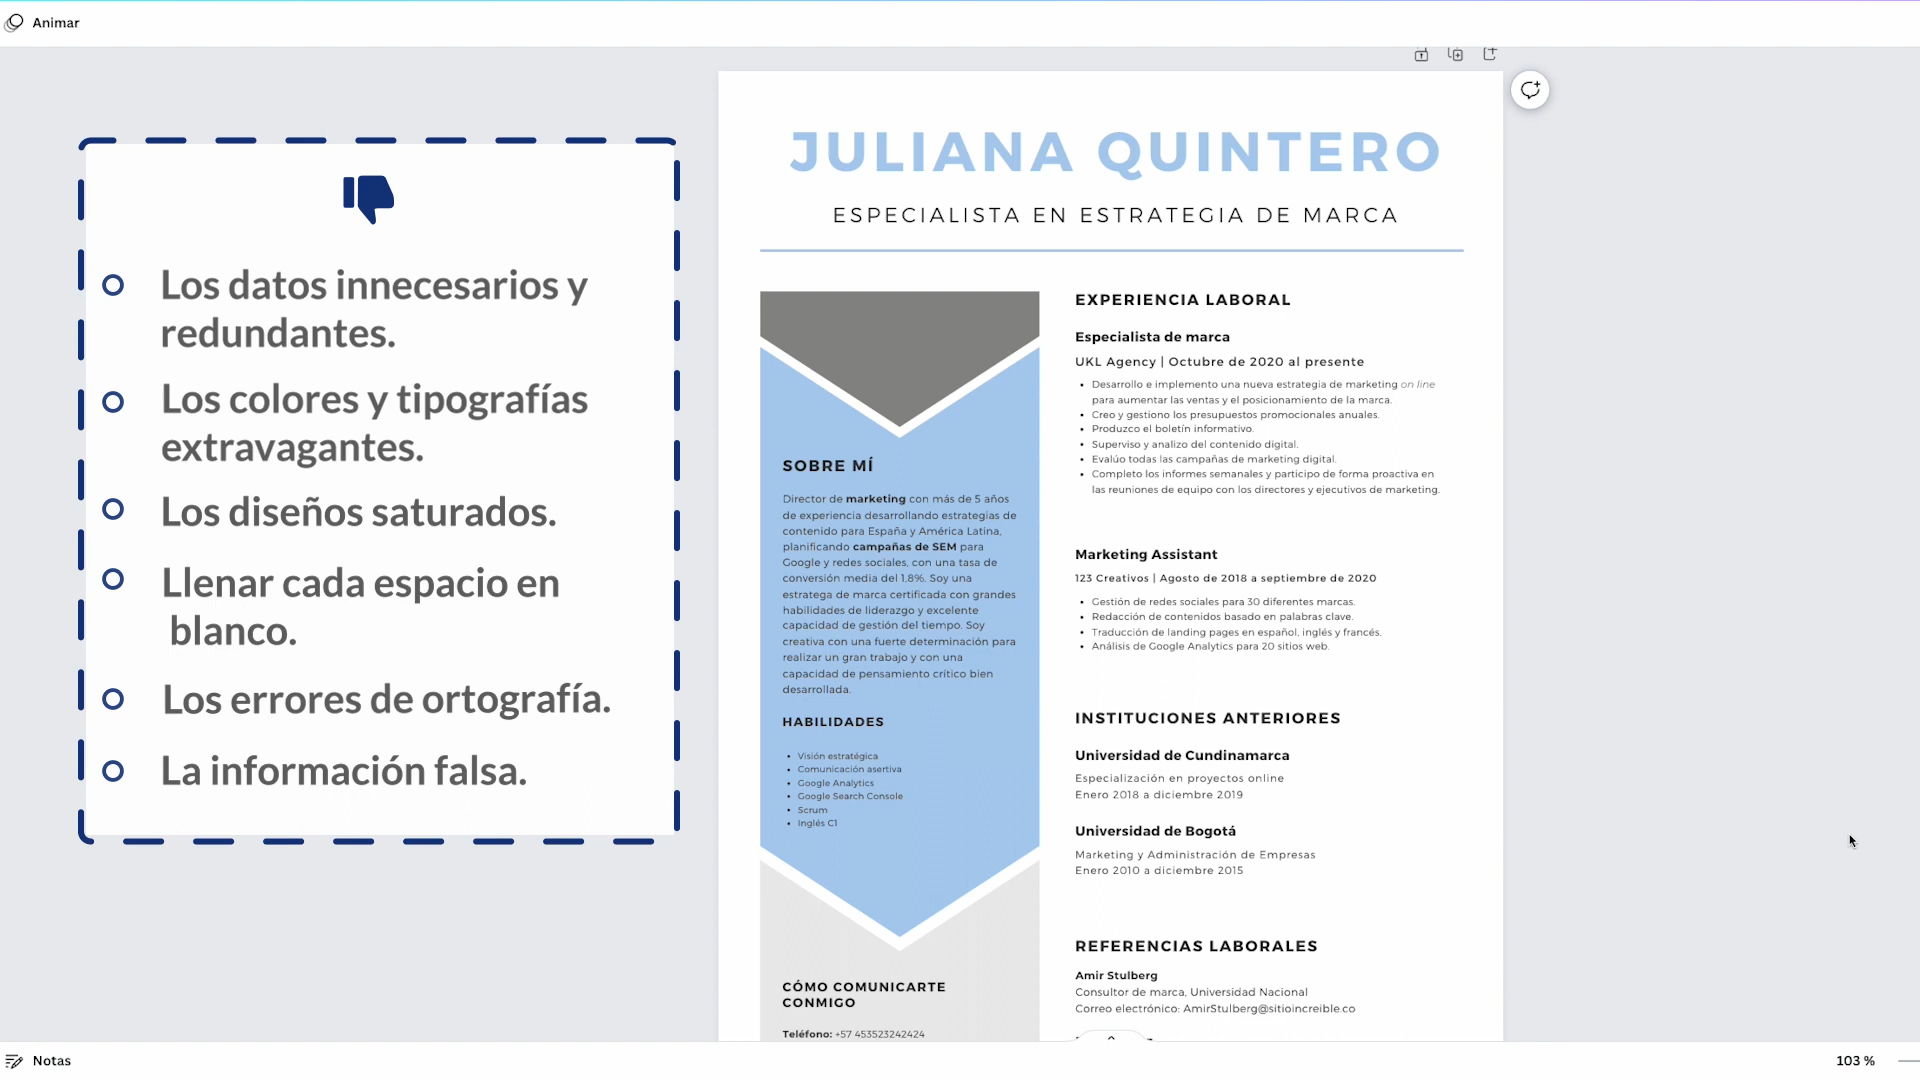 Animar
Los datos innecesarios y
redundantes.
Los colores y tipografías
extravagantes.
Los diseños saturados.
Llenar cada espacio en
blanco.
Los errores de ortografía.
La información falsa.
JULIANA QUINTERO
ESPECIALISTA EN ESTRATEGIA DE MARCA
SOBRE MÍ
Director de marketing con más de 5 años
de experiencia desarrollando estrategias de
contenido para España y América Latina,
planificando campañas de SEM para
Google y redes sociales, con una tasa de
conversión media del 1,8%. Soy una
estratega de marca certificada con grandes
habilidades de liderazgo y excelente
capacidad de gestión del tiempo. Soy
creativa con una fuerte determinación para
realizar un gran trabajo y con una
capacidad de pensamiento crítico bien
desarrollada.
HABILIDADES
Visión estratégica
Comunicación asertiva
Google Analytics
Google Search Console
Scrum
Inglés C1
CÓMO COMUNICARTE
CONMIGO
Teléfono: +57 453523242424
EXPERIENCIA LABORAL
Especialista de marca
UKL Agency | Octubre de 2020 al presente
Desarrollo e implemento una nueva estrategia de marketing on line
para aumentar las ventas y el posicionamiento de la marca.
Creo y gestiono los presupuestos promocionales anuales.
Produzco el boletín informativo.
Superviso y analizo del contenido digital.
Evalúo todas las campañas de marketing digital.
Completo los informes semanales y participo de forma proactiva en
las reuniones de equipo con los directores y ejecutivos de marketing.
Marketing Assistant
123 Creativos | Agosto de 2018 a septiembre de 2020
Gestión de redes sociales para 30 diferentes marcas.
Redacción de contenidos basado en palabras clave.
Traducción de landing pages en español, inglés y francés.
Análisis de Google Analytics para 20 sitios web.
INSTITUCIONES ANTERIORES
Universidad de Cundinamarca
Especialización en proyectos online
Enero 2018 a diciembre 2019
Universidad de Bogotá
Marketing y Administración de Empresas
Enero 2010 a diciembre 2015
REFERENCIAS LABORALES
Amir Stulberg
Consultor de marca, Universidad Nacional
Correo electrónico: AmirStulberg@sitioincreible.co
Notas
103 %